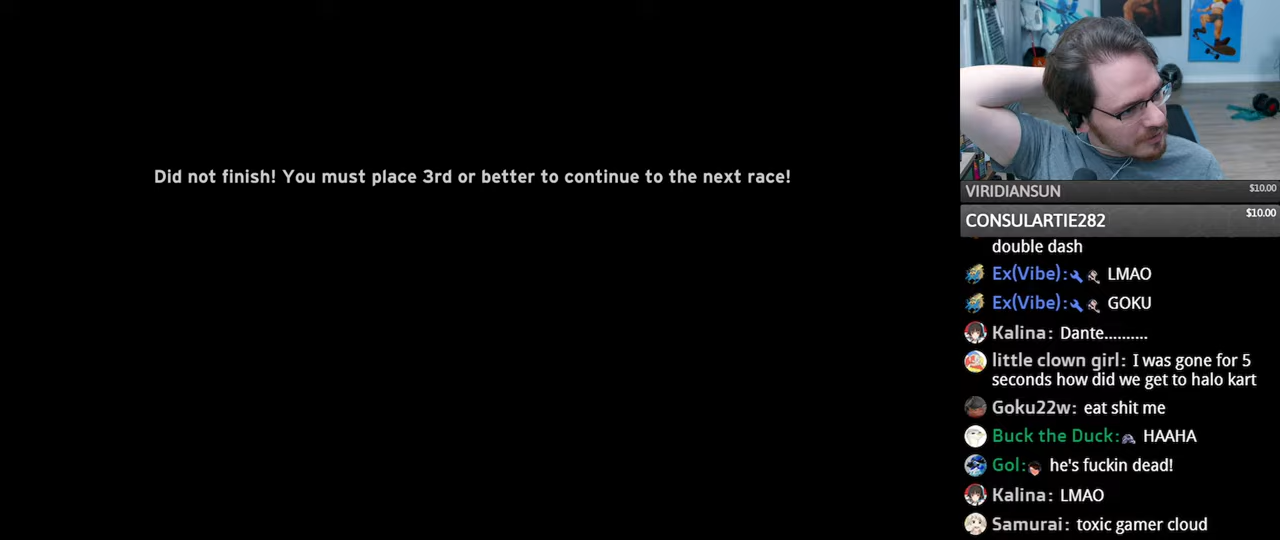 Did not finish! You must place 3rd or better to continue to the next race!
VIRIDIANSUN $10.00
CONSULARTIE282 $10.00
double dash
Ex(Vibe): LMAO
Ex(Vibe): GOKU
Kalina: Dante..........
little clown girl: I was gone for 5
seconds how did we get to halo kart
Goku22w: eat shit me
Buck the Duck: HAAHA
Gol: he's fuckin dead!
Kalina: LMAO
Samurai: toxic gamer cloud